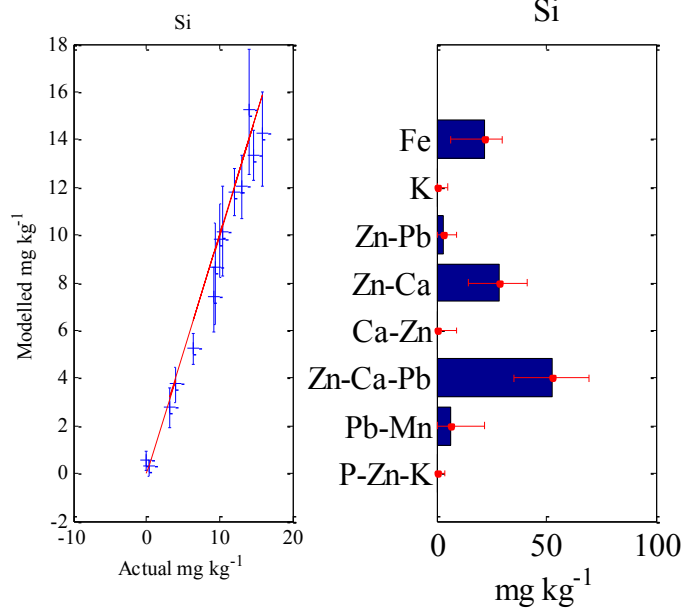 Si
18
16
14
12
10
8
6
4
2
0
-2
Modelled mg kg-1
-10
0
10
20
Actual mg kg-1
Si
Fe
K
Zn-Pb
Zn-Ca
Ca-Zn
Zn-Ca-Pb
Pb-Mn
P-Zn-K
0
50
100
mg kg-1